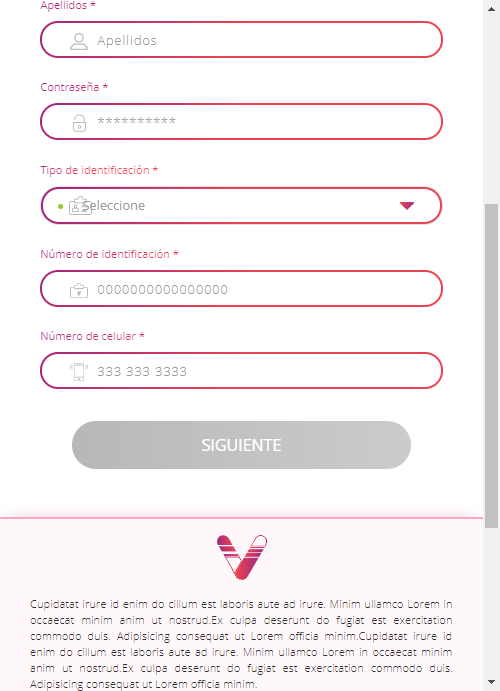 Apellidos *
Apellidos
Contraseña *
**********
Tipo de identificación *
Seleccione
Número de identificación *
0000000000000000
Número de celular *
333 333 3333
SIGUIENTE
Cupidatat irure id enim do cillum est laboris aute ad irure. Minim ullamco Lorem in
occaecat minim anim ut nostrud.Ex culpa deserunt do fugiat est exercitation
commodo duis. Adipisicing consequat ut Lorem officia minim.Cupidatat irure id
enim do cillum est laboris aute ad irure. Minim ullamco Lorem in occaecat minim
anim ut nostrud.Ex culpa deserunt do fugiat est exercitation commodo duis.
Adipisicing consequat ut Lorem officia minim.